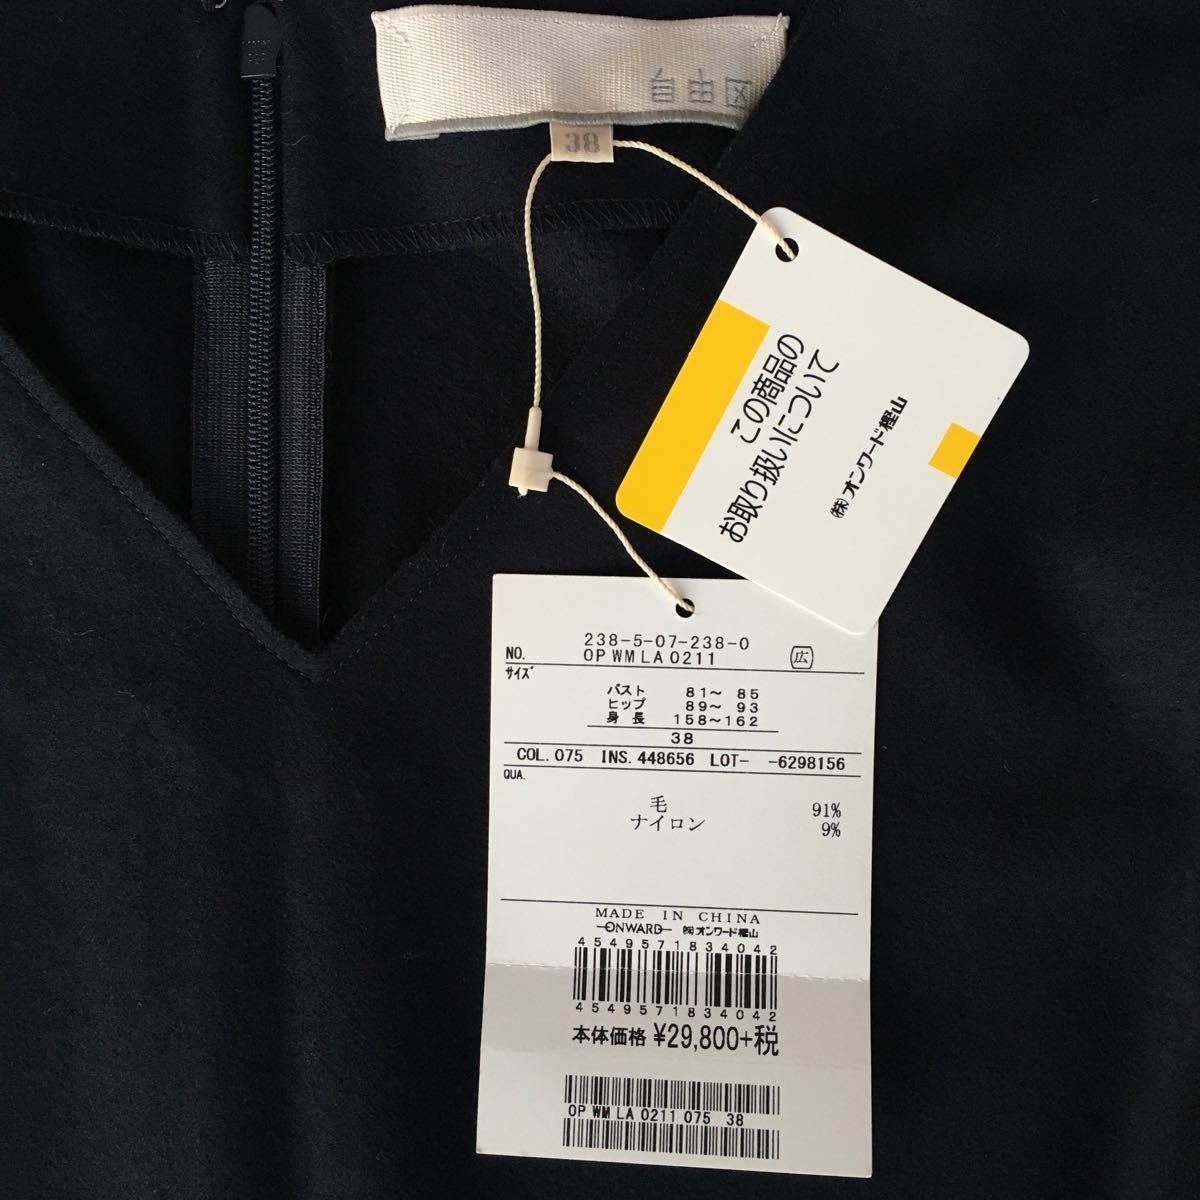 自由区
38
この商品の
お取り扱いについて
㈱オンワード樫山
238-5-07-238-0
NO. OPWMLA0211 広
サイズ
バスト 81～ 85
ヒップ 89～ 93
身長 158～162
38
COL.075 INS.448656 LOT- -6298156
QUA.
毛 91%
ナイロン 9%
MADE IN CHINA
ONWARD ㈱オンワード樫山
4549571834042
4549571834042
本体価格 ¥29,800+税
OP WM LA 0211 075 38